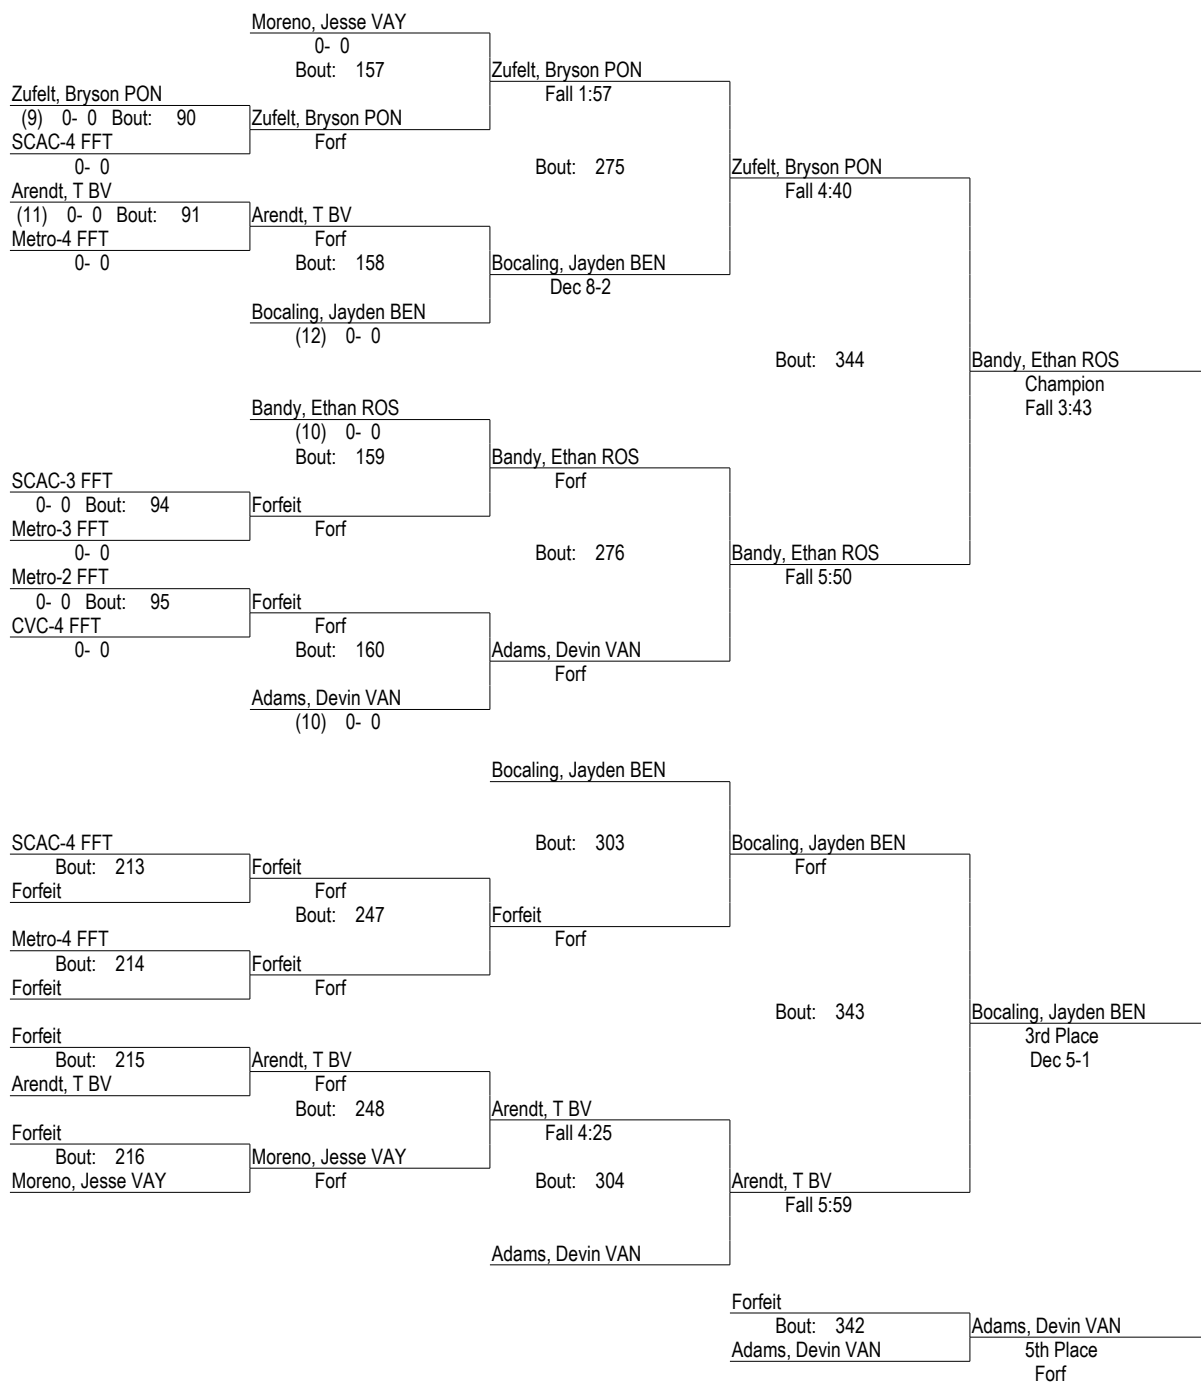 Moreno, Jesse VAY
0- 0
Bout: 157
Zufelt, Bryson PON
Fall 1:57
Zufelt, Bryson PON
(9) 0- 0 Bout: 90
Zufelt, Bryson PON
SCAC-4 FFT
Forf
0- 0
Bout: 275
Zufelt, Bryson PON
Arendt, T BV
Fall 4:40
(11) 0- 0 Bout: 91
Arendt, T BV
Metro-4 FFT
Forf
0- 0
Bout: 158
Bocaling, Jayden BEN
Dec 8-2
Bocaling, Jayden BEN
(12) 0- 0
Bout: 344
Bandy, Ethan ROS
Champion
Fall 3:43
Bandy, Ethan ROS
(10) 0- 0
Bout: 159
Bandy, Ethan ROS
SCAC-3 FFT
Forf
0- 0 Bout: 94
Forfeit
Metro-3 FFT
Forf
0- 0
Bout: 276
Bandy, Ethan ROS
Metro-2 FFT
Fall 5:50
0- 0 Bout: 95
Forfeit
CVC-4 FFT
Forf
0- 0
Bout: 160
Adams, Devin VAN
Forf
Adams, Devin VAN
(10) 0- 0
Bocaling, Jayden BEN
SCAC-4 FFT
Bout: 303
Bocaling, Jayden BEN
Bout: 213
Forfeit
Forf
Forfeit
Forf
Bout: 247
Forfeit
Metro-4 FFT
Forf
Bout: 214
Forfeit
Forfeit
Forf
Bout: 343
Bocaling, Jayden BEN
3rd Place
Dec 5-1
Forfeit
Bout: 215
Arendt, T BV
Arendt, T BV
Forf
Bout: 248
Arendt, T BV
Forfeit
Fall 4:25
Bout: 216
Moreno, Jesse VAY
Moreno, Jesse VAY
Forf
Bout: 304
Arendt, T BV
Fall 5:59
Adams, Devin VAN
Forfeit
Bout: 342
Adams, Devin VAN
Adams, Devin VAN
5th Place
Forf